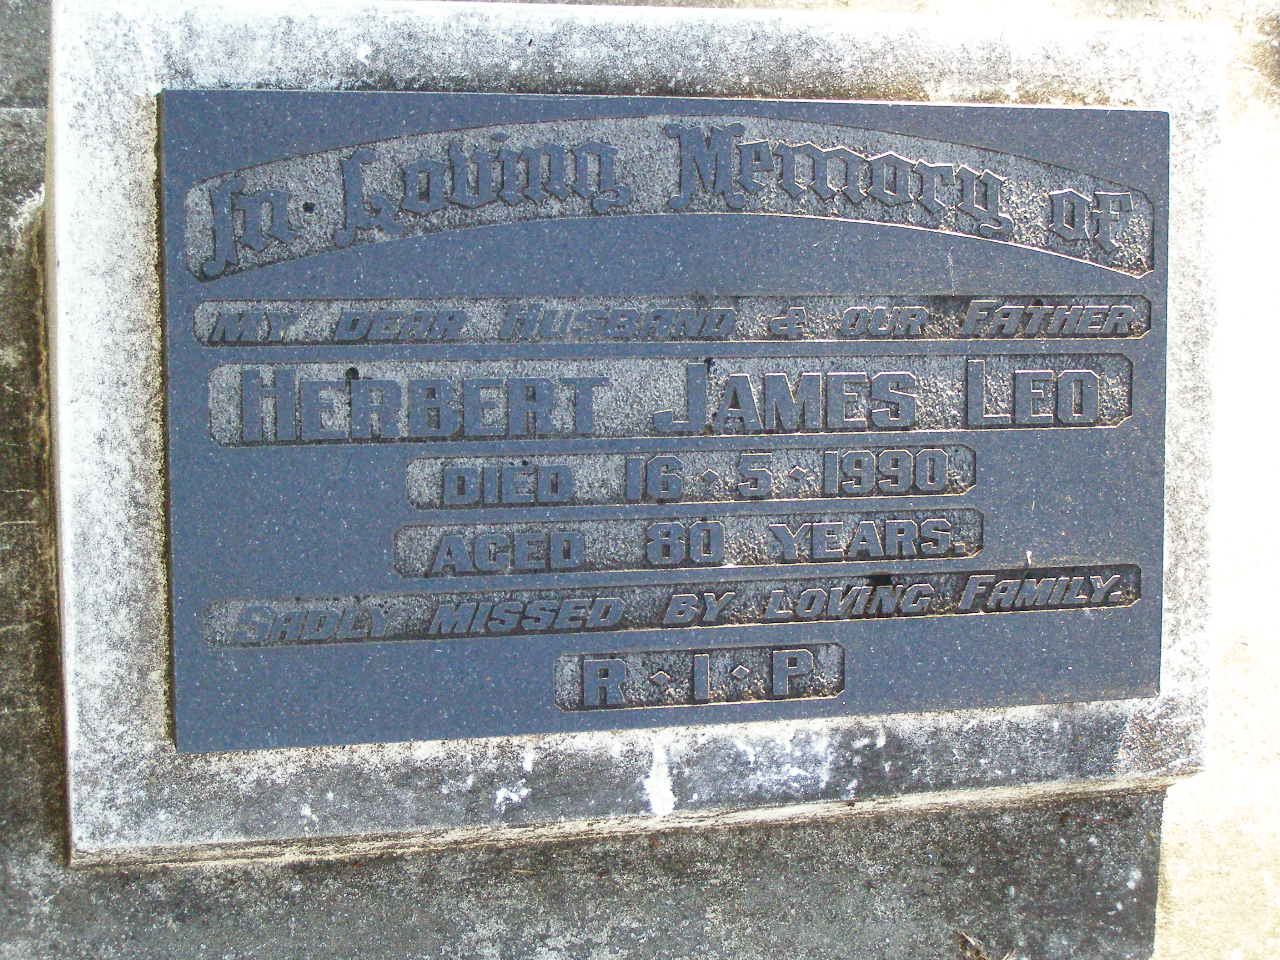 In Loving Memory of
MY DEAR HUSBAND & OUR FATHER
HERBERT JAMES LEO
DIED 16 · 5 · 1990
AGED 80 YEARS.
SADLY MISSED BY LOVING FAMILY.
R · I · P